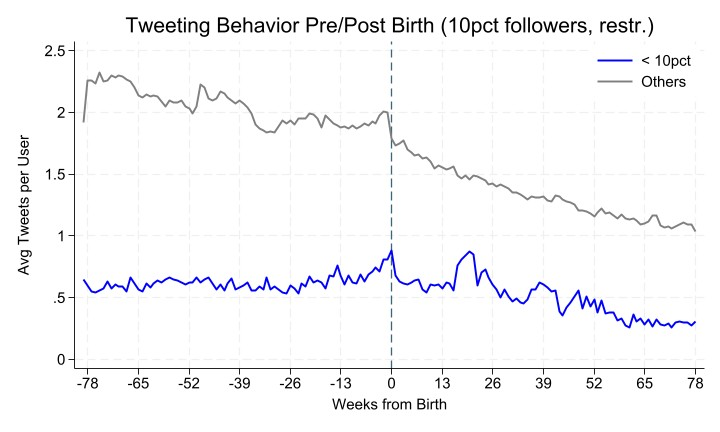 Tweeting Behavior Pre/Post Birth (10pct followers, restr.)
< 10pct
Others
Avg Tweets per User
2.5
2
1.5
1
.5
0
-78 -65 -52 -39 -26 -13 0 13 26 39 52 65 78
Weeks from Birth